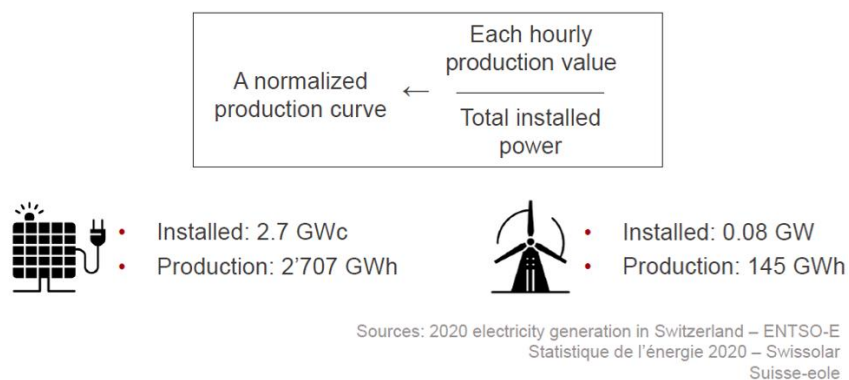 A normalized
production curve
←
Each hourly
production value
Total installed
power
• Installed: 2.7 GWc
• Production: 2’707 GWh
• Installed: 0.08 GW
• Production: 145 GWh
Sources: 2020 electricity generation in Switzerland – ENTSO-E
Statistique de l’énergie 2020 – Swissolar
Suisse-eole